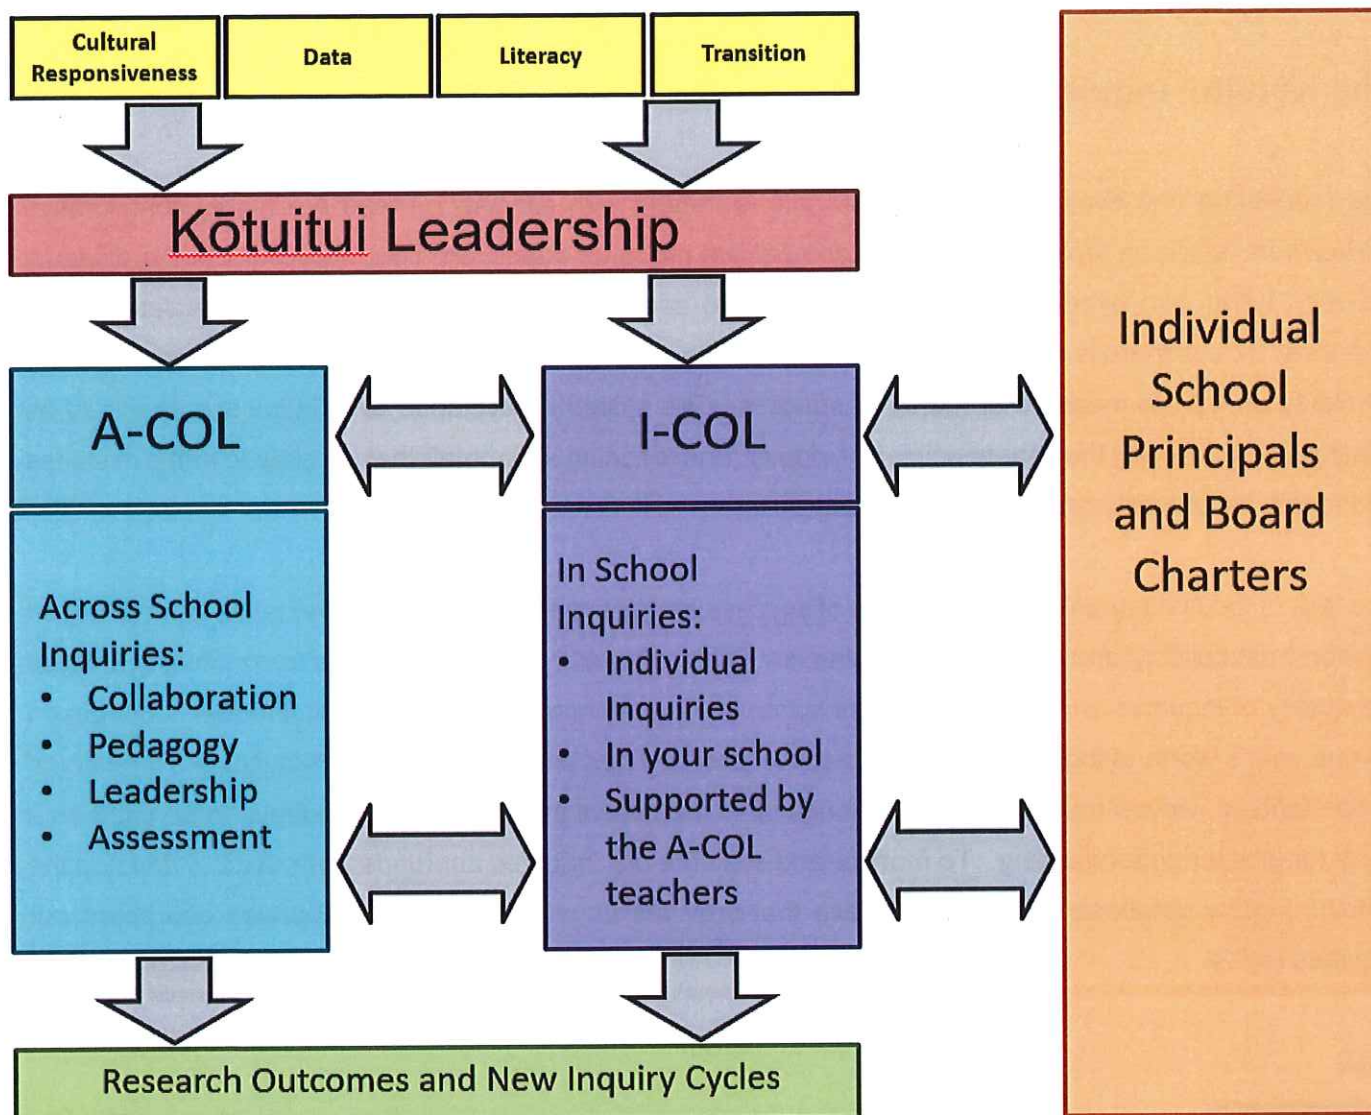 Cultural
Responsiveness
Data
Literacy
Transition
Kōtuitui Leadership
A-COL
I-COL
Across School
Inquiries:
• Collaboration
• Pedagogy
• Leadership
• Assessment
In School
Inquiries:
• Individual
Inquiries
• In your school
• Supported by
the A-COL
teachers
Individual
School
Principals
and Board
Charters
Research Outcomes and New Inquiry Cycles